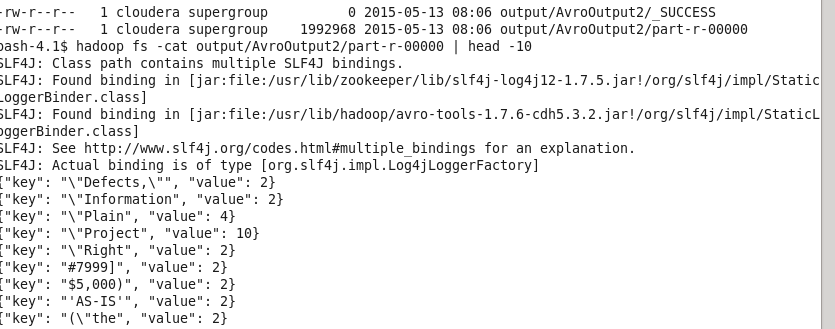 -rw-r--r--   1 cloudera supergroup          0 2015-05-13 08:06 output/AvroOutput2/_SUCCESS
-rw-r--r--   1 cloudera supergroup    1992968 2015-05-13 08:06 output/AvroOutput2/part-r-00000
bash-4.1$ hadoop fs -cat output/AvroOutput2/part-r-00000 | head -10
SLF4J: Class path contains multiple SLF4J bindings.
SLF4J: Found binding in [jar:file:/usr/lib/zookeeper/lib/slf4j-log4j12-1.7.5.jar!/org/slf4j/impl/Static
LoggerBinder.class]
SLF4J: Found binding in [jar:file:/usr/lib/hadoop/avro-tools-1.7.6-cdh5.3.2.jar!/org/slf4j/impl/StaticL
oggerBinder.class]
SLF4J: See http://www.slf4j.org/codes.html#multiple_bindings for an explanation.
SLF4J: Actual binding is of type [org.slf4j.impl.Log4jLoggerFactory]
{"key": "\"Defects,\"", "value": 2}
{"key": "\"Information", "value": 2}
{"key": "\"Plain", "value": 4}
{"key": "\"Project", "value": 10}
{"key": "\"Right", "value": 2}
{"key": "#7999]", "value": 2}
{"key": "$5,000)", "value": 2}
{"key": "'AS-IS'", "value": 2}
{"key": "(\"the", "value": 2}